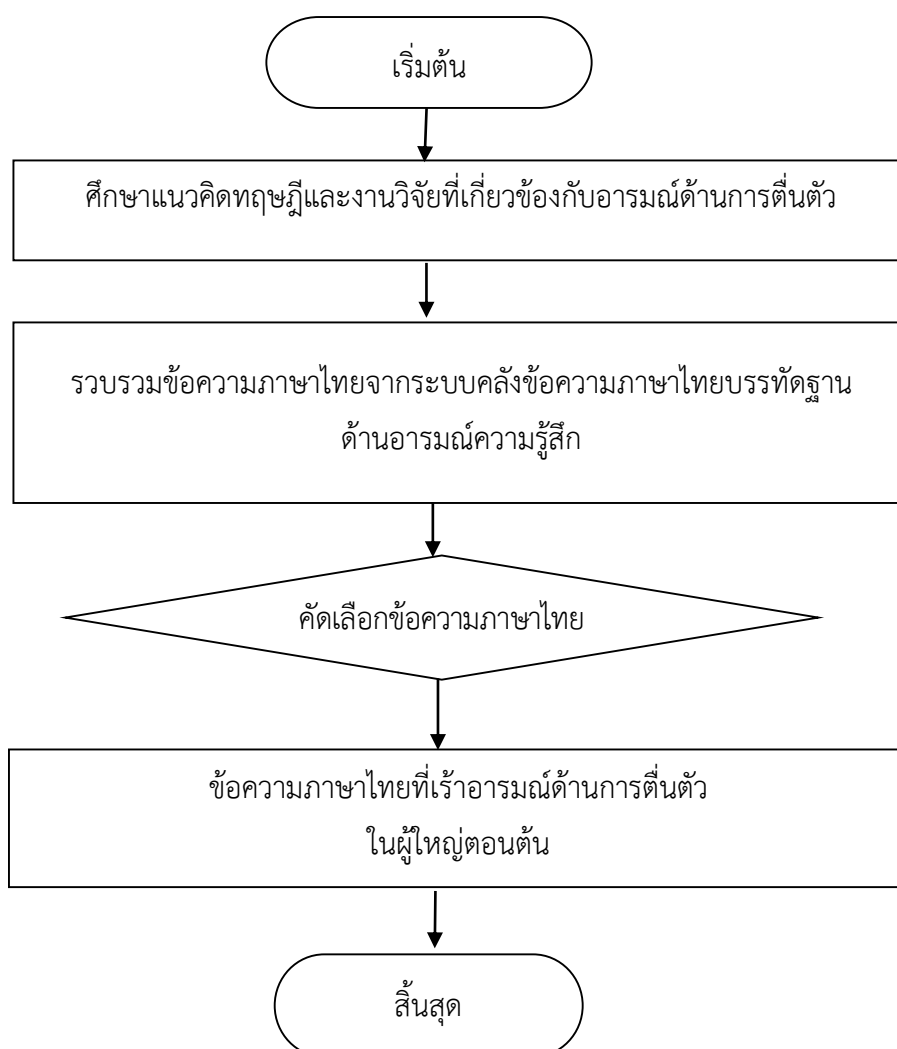 เริ่มต้น
ศึกษาแนวคิดทฤษฎีและงานวิจัยที่เกี่ยวข้องกับอารมณ์ด้านการตื่นตัว
รวบรวมข้อความภาษาไทยจากระบบคลังข้อความภาษาไทยบรรทัดฐาน
ด้านอารมณ์ความรู้สึก
คัดเลือกข้อความภาษาไทย
ข้อความภาษาไทยที่เร้าอารมณ์ด้านการตื่นตัว
ในผู้ใหญ่ตอนต้น
สิ้นสุด